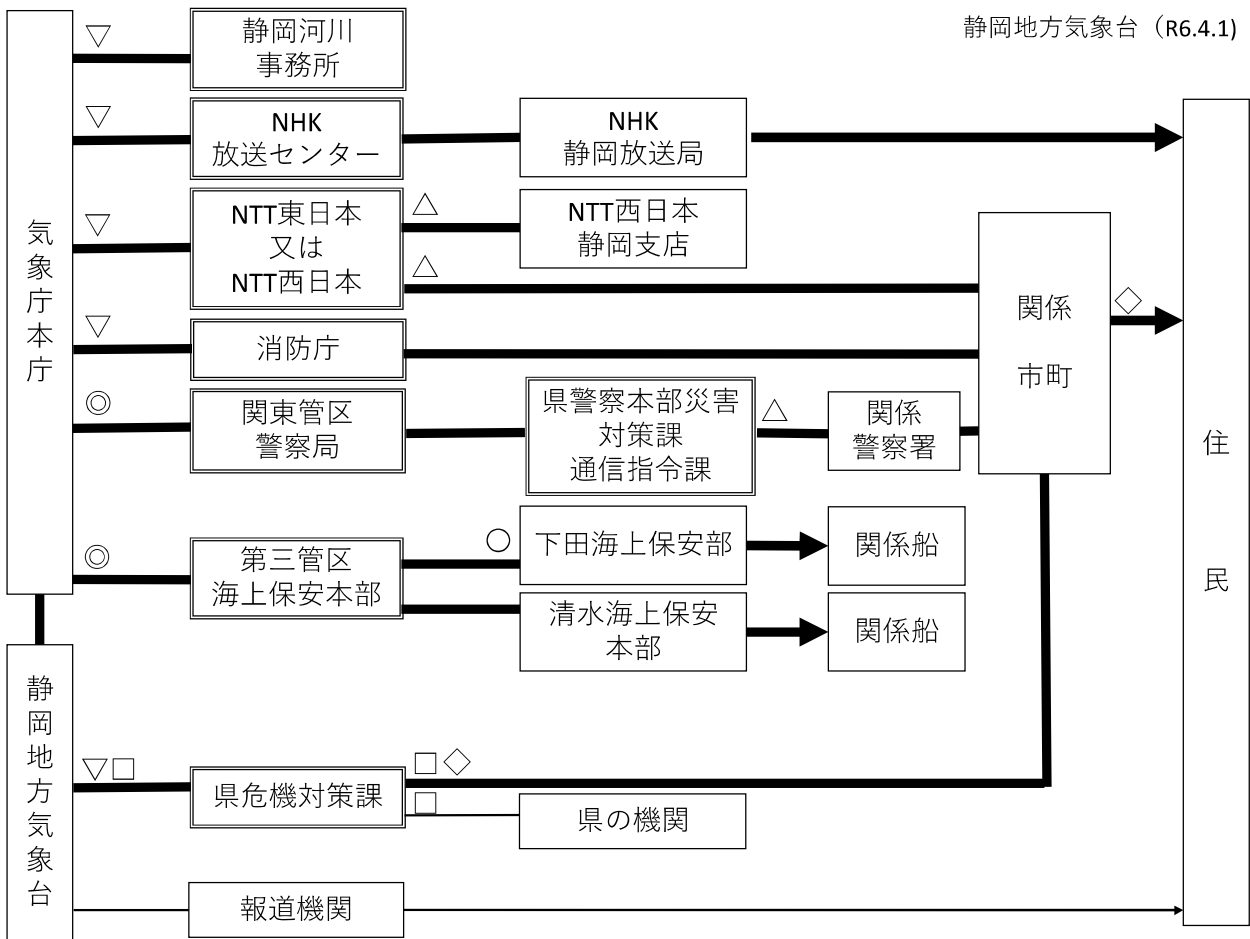 静岡地方気象台（R6.4.1)
気象庁本庁
▽
静岡河川
事務所
▽
NHK
放送センター
NHK
静岡放送局
▽
NTT東日本
又は
NTT西日本
△
NTT西日本
静岡支店
△
▽
消防庁
関係
市町
◇
住民
◎
関東管区
警察局
県警察本部災害
対策課
通信指令課
△
関係
警察署
◎
第三管区
海上保安本部
○
下田海上保安部
関係船
清水海上保安
本部
関係船
静岡地方気象台
▽□
県危機対策課
□◇
□
県の機関
報道機関